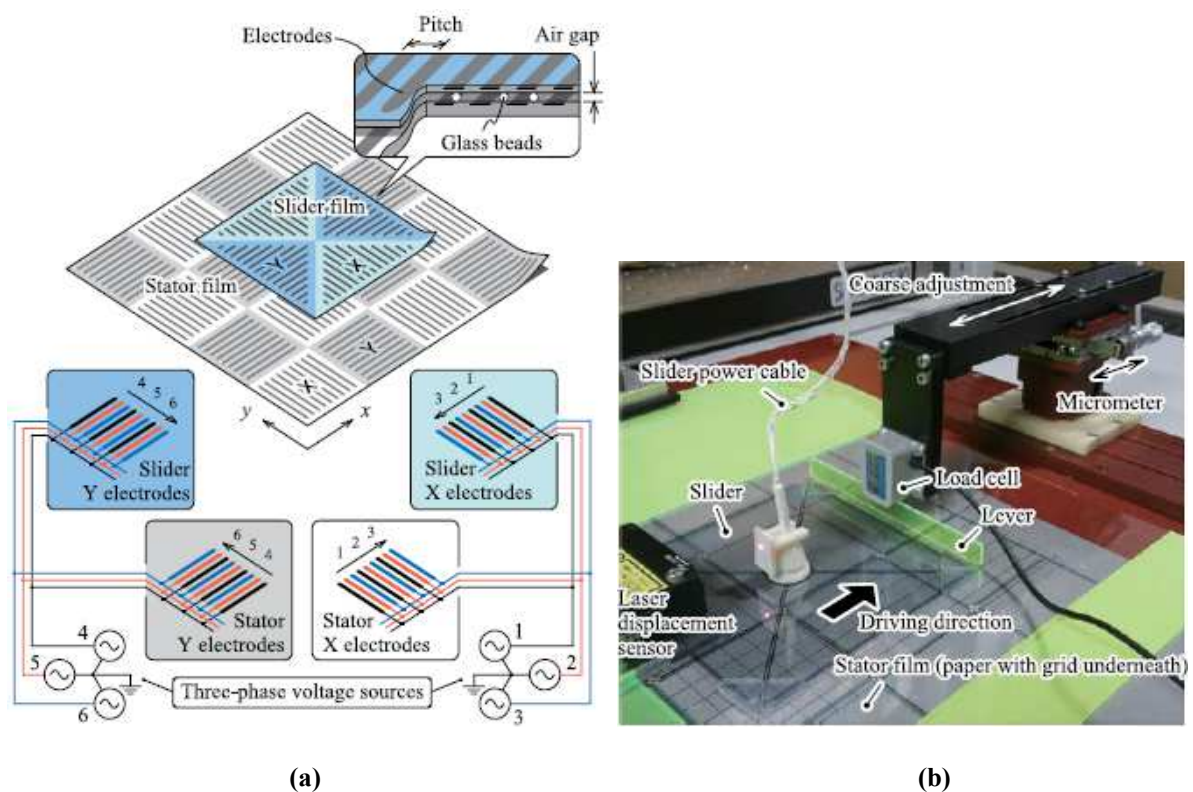 Pitch
Electrodes
Air gap
Glass beads
Slider film
Y
X
Stator film
Y
X
y
x
4
5
6
Slider
Y electrodes
1
2
3
Slider
X electrodes
6
5
4
Stator
Y electrodes
1
2
3
Stator
X electrodes
4
5
6
Three-phase voltage sources
1
2
3
(a)
Coarse adjustment
Slider power cable
Micrometer
Load cell
Slider
Lever
Laser
displacement
sensor
Driving direction
Stator film (paper with grid underneath)
(b)